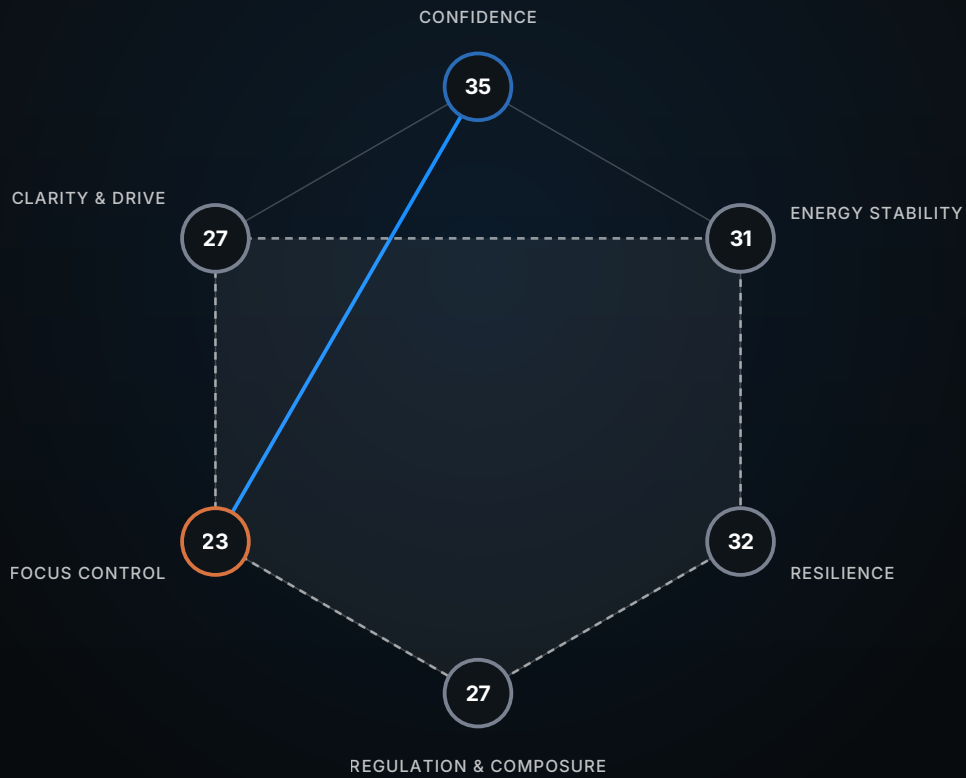 CONFIDENCE
35
CLARITY & DRIVE
27
ENERGY STABILITY
31
FOCUS CONTROL
23
RESILIENCE
32
27
REGULATION & COMPOSURE